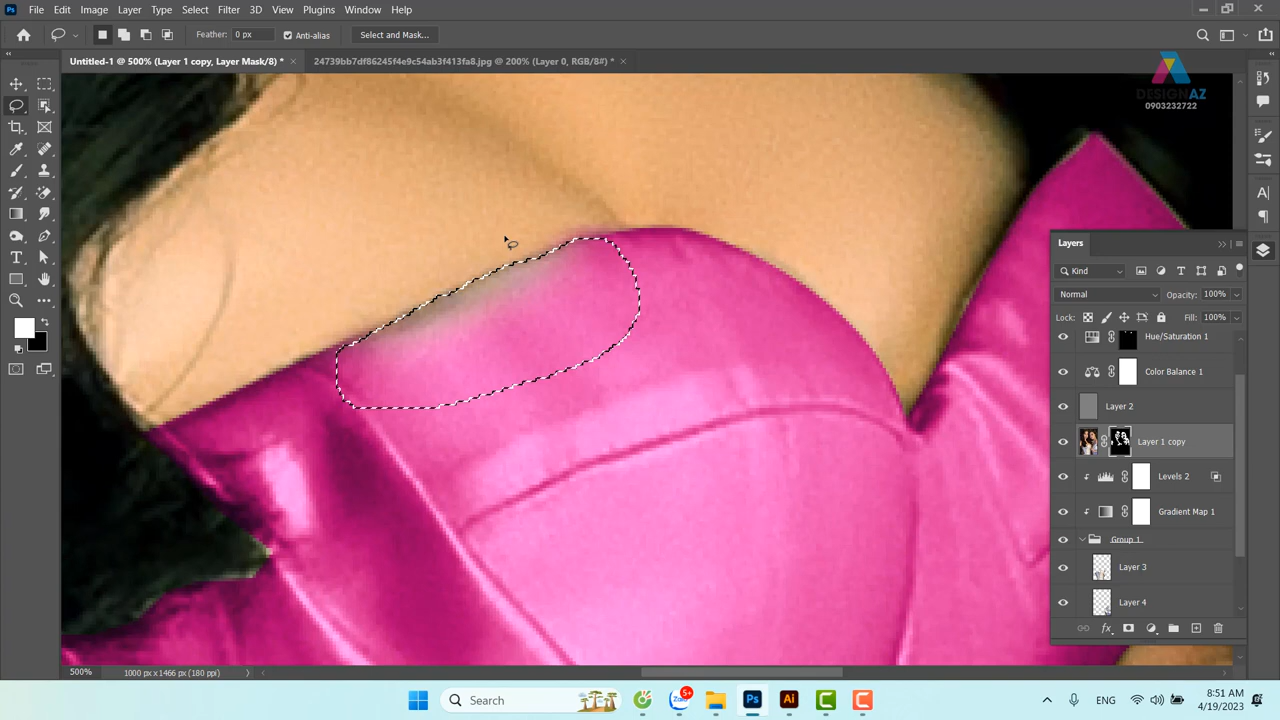 File Edit Image Layer Type Select Filter 3D View Plugins Window Help
Feather: 0 px Anti-alias Select and Mask...
Untitled-1 @ 500% (Layer 1 copy, Layer Mask/8) * 24739bb7df86245f4e9c54ab3f413fa8.jpg @ 200% (Layer 0, RGB/8#) *
DESIGNAZ
0903232722
Layers
Kind
Normal Opacity: 100%
Lock: Fill: 100%
Hue/Saturation 1
Color Balance 1
Layer 2
Layer 1 copy
Levels 2
Gradient Map 1
Group 1
Layer 3
Layer 4
500% 1000 px x 1466 px (180 ppi)
Search
Zalo 5+
Ps
Ai
ENG
8:51 AM
4/19/2023